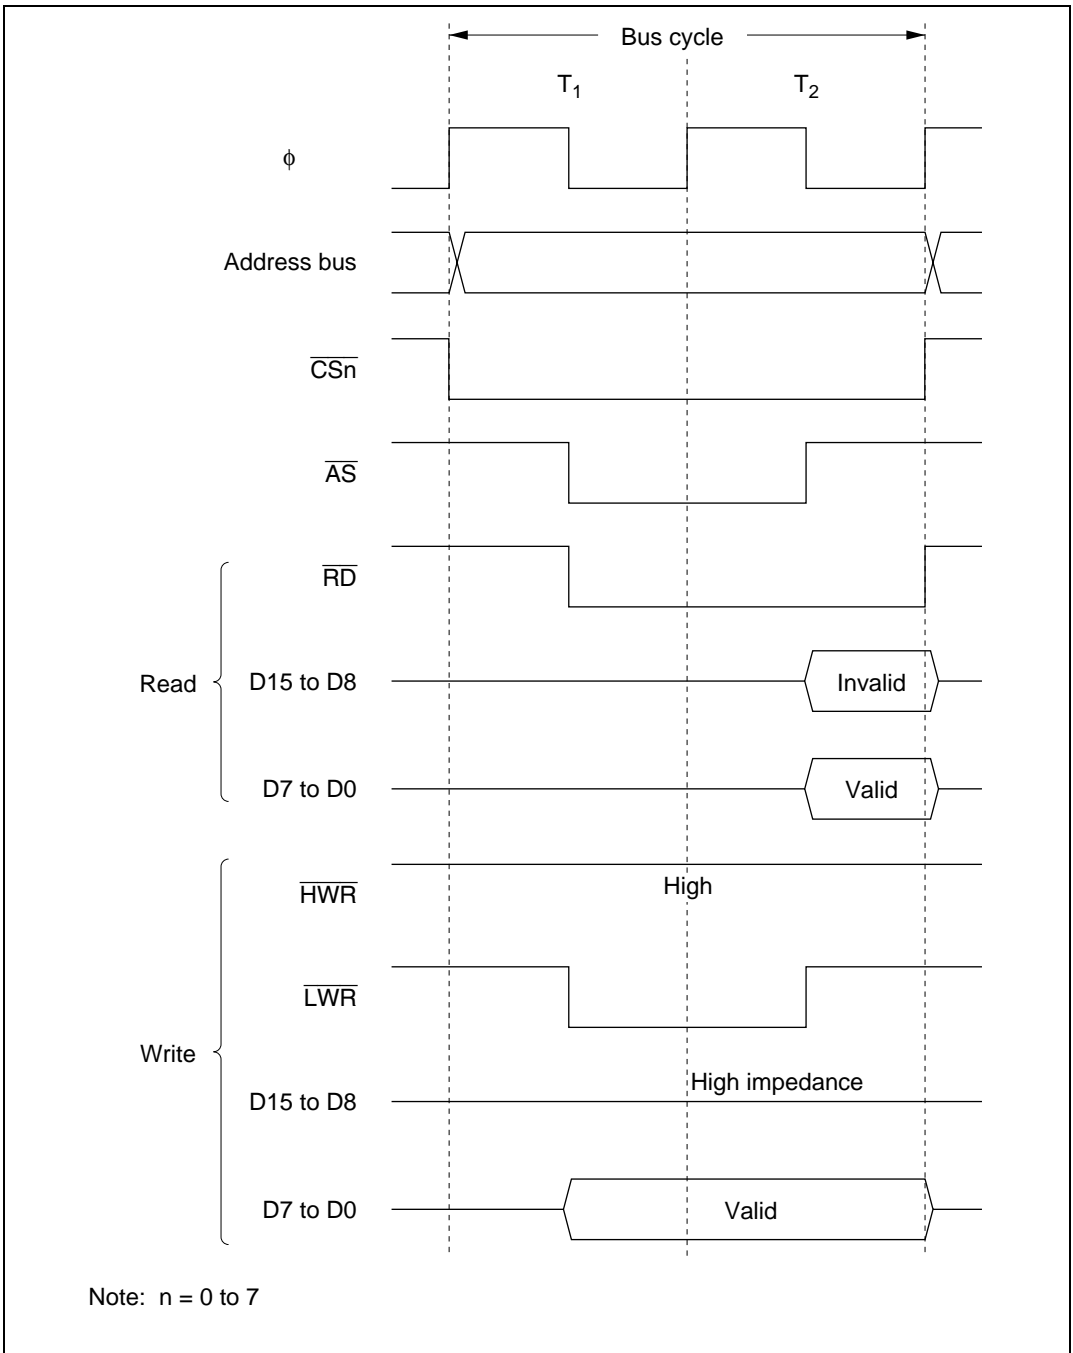 Bus cycle
T1 T2
ϕ
Address bus
CSn
AS
RD
Read
D15 to D8
Invalid
D7 to D0
Valid
HWR
High
LWR
Write
High impedance
D15 to D8
D7 to D0
Valid
Note: n = 0 to 7